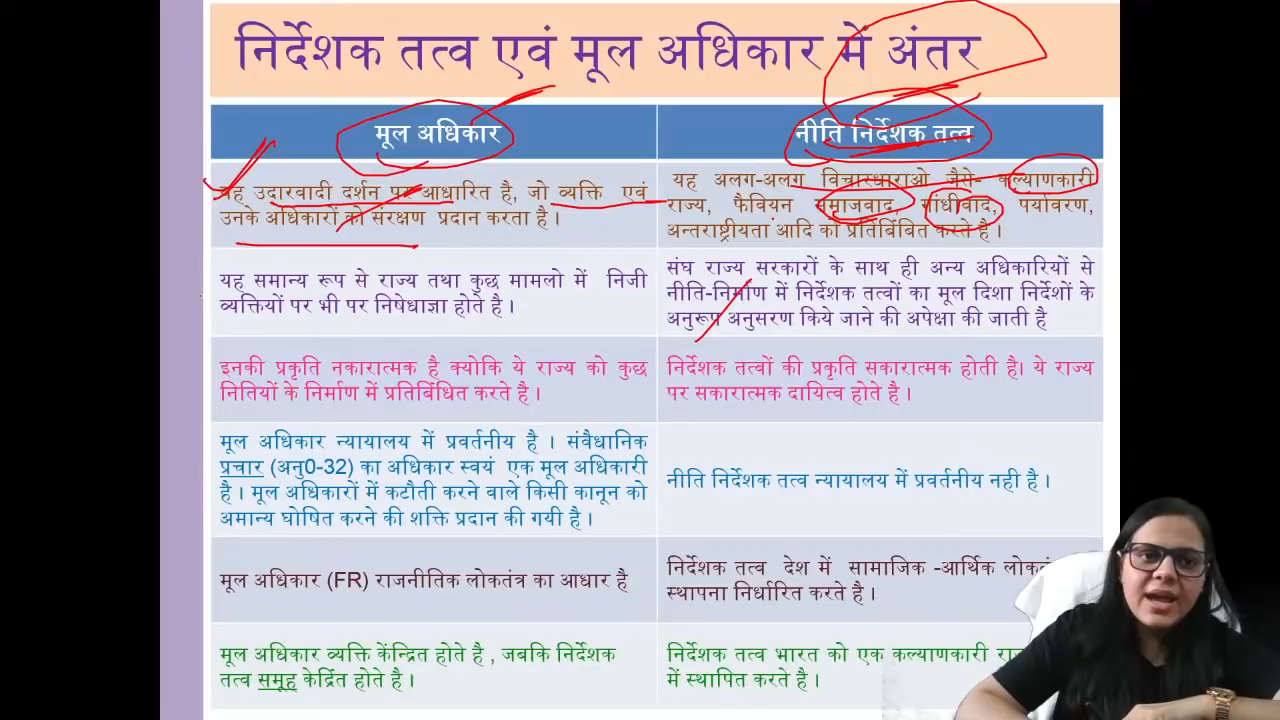 निर्देशक तत्व एवं मूल अधिकार में अंतर
मूल अधिकार
नीति निर्देशक तत्व
यह उदारवादी दर्शन पर आधारित है, जो व्यक्ति एवं
उनके अधिकारों को संरक्षण प्रदान करता है।
यह अलग-अलग विचारधाराओ जैसे- कल्याणकारी
राज्य, फैवियन समाजवाद, गांधीवाद, पर्यावरण,
अन्तराष्ट्रीयता आदि को प्रतिर्बिबित करते है।
यह समान्य रूप से राज्य तथा कुछ मामलो में निजी
व्यक्तियों पर भी पर निषेधाज्ञा होते है।
संघ राज्य सरकारों के साथ ही अन्य अधिकारियों से
नीति-निर्माण में निर्देशक तत्वों का मूल दिशा निर्देशों के
अनुरूप अनुसरण किये जाने की अपेक्षा की जाती है
इनकी प्रकृति नकारात्मक है क्योकि ये राज्य को कुछ
नितियों के निर्माण में प्रतिर्बिधित करते है।
निर्देशक तत्वों की प्रकृति सकारात्मक होती है। ये राज्य
पर सकारात्मक दायित्व होते है।
मूल अधिकार न्यायालय में प्रवर्तनीय है । संवैधानिक
प्रचार (अनु0-32) का अधिकार स्वयं एक मूल अधिकारी
है। मूल अधिकारों में कटौती करने वाले किसी कानून को
अमान्य घोषित करने की शक्ति प्रदान की गयी है।
नीति निर्देशक तत्व न्यायालय में प्रवर्तनीय नही है।
मूल अधिकार (FR) राजनीतिक लोकतंत्र का आधार है
निर्देशक तत्व देश में सामाजिक -आर्थिक
स्थापना निर्धारित करते है।
मूल अधिकार व्यक्ति केंन्द्रित होते है , जबकि निर्देशक
तत्व समूह केर्द्रित होते है।
निर्देशक तत्व भारत को एक कल्याणकारी
में स्थापित करते है।